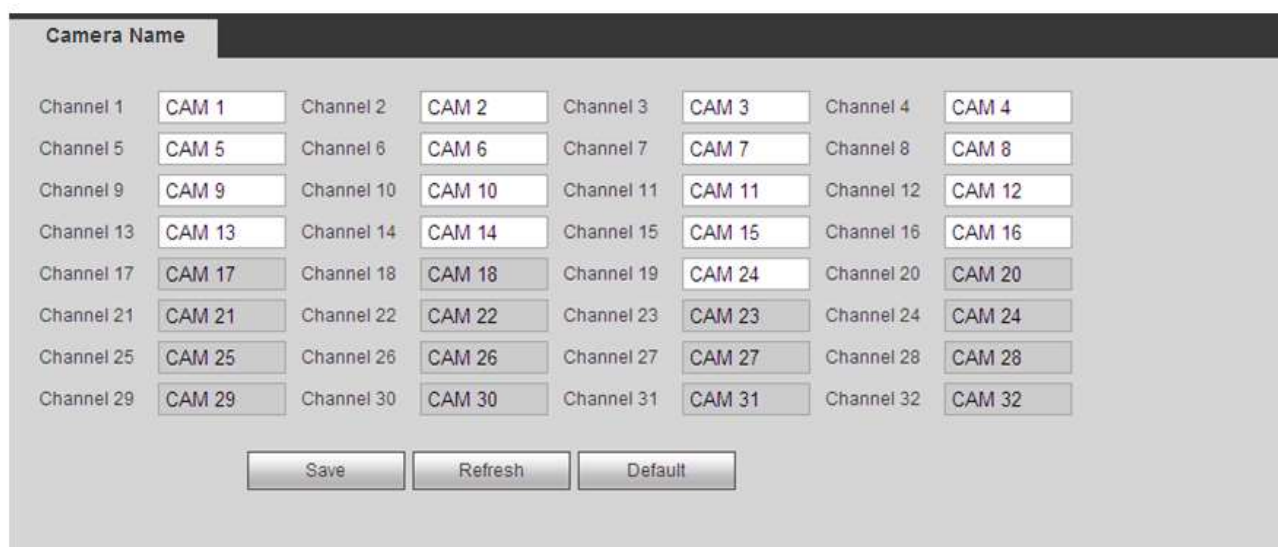 Camera Name
Channel 1 CAM 1 Channel 2 CAM 2 Channel 3 CAM 3 Channel 4 CAM 4
Channel 5 CAM 5 Channel 6 CAM 6 Channel 7 CAM 7 Channel 8 CAM 8
Channel 9 CAM 9 Channel 10 CAM 10 Channel 11 CAM 11 Channel 12 CAM 12
Channel 13 CAM 13 Channel 14 CAM 14 Channel 15 CAM 15 Channel 16 CAM 16
Channel 17 CAM 17 Channel 18 CAM 18 Channel 19 CAM 24 Channel 20 CAM 20
Channel 21 CAM 21 Channel 22 CAM 22 Channel 23 CAM 23 Channel 24 CAM 24
Channel 25 CAM 25 Channel 26 CAM 26 Channel 27 CAM 27 Channel 28 CAM 28
Channel 29 CAM 29 Channel 30 CAM 30 Channel 31 CAM 31 Channel 32 CAM 32
Save Refresh Default